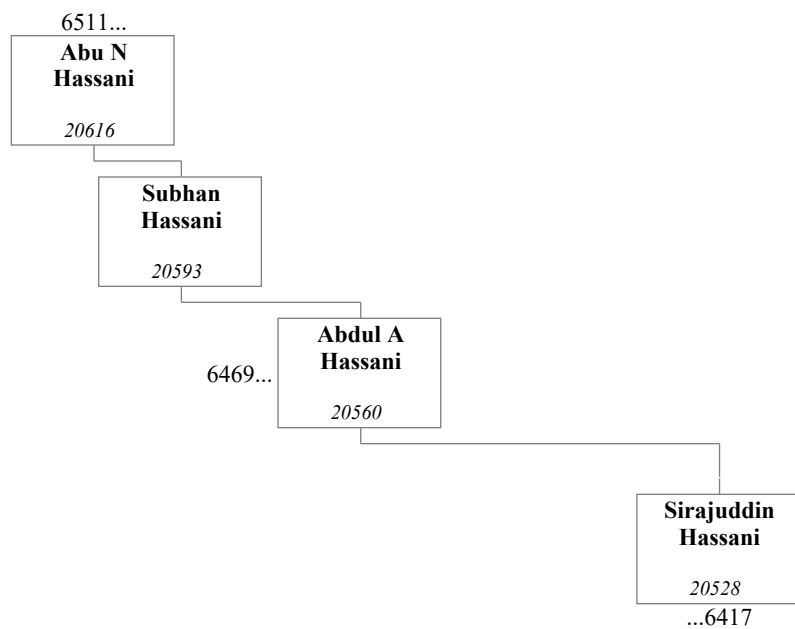 6511...
Abu N
Hassani
20616
Subhan
Hassani
20593
Abdul A
Hassani
6469...
20560
Sirajuddin
Hassani
20528
...6417